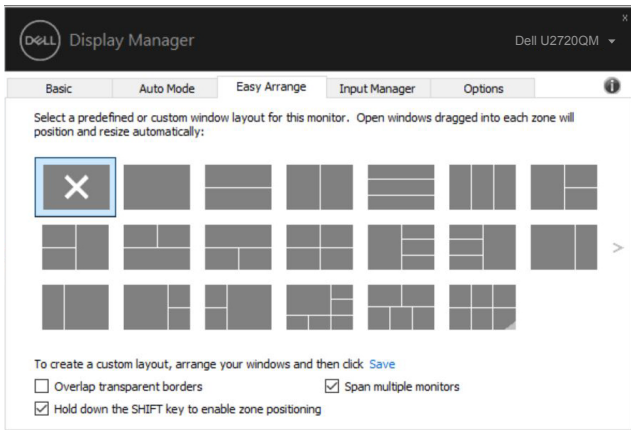 x
DELL Display Manager
Dell U2720QM
Basic Auto Mode Easy Arrange Input Manager Options
Select a predefined or custom window layout for this monitor. Open windows dragged into each zone will
position and resize automatically:
To create a custom layout, arrange your windows and then click Save
Overlap transparent borders Span multiple monitors
Hold down the SHIFT key to enable zone positioning